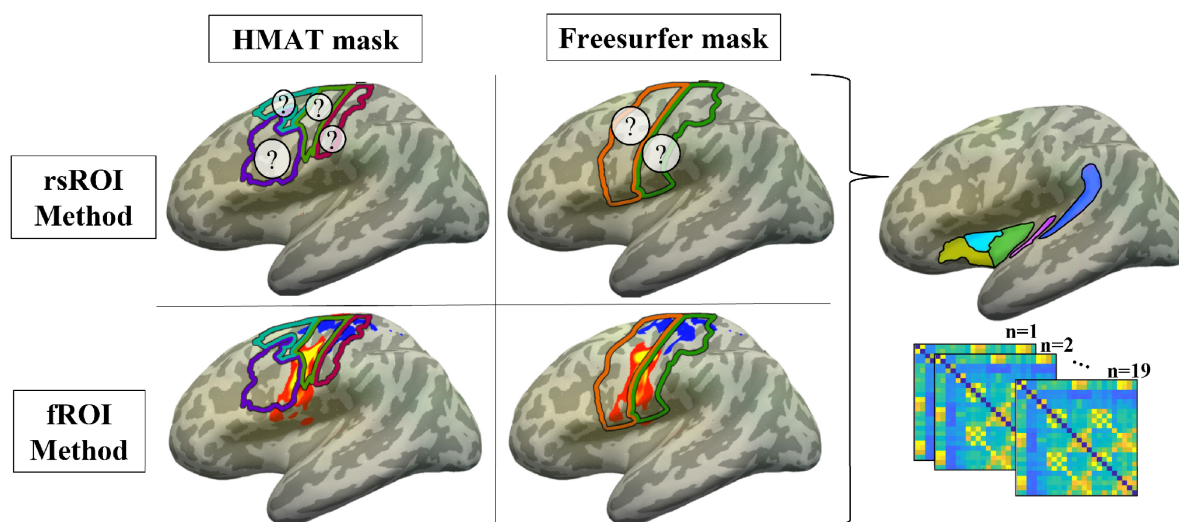 HMAT mask
Freesurfer mask
rsROI
Method
?
?
?
?
?
?
fROI
Method
n=1
n=2
...
n=19